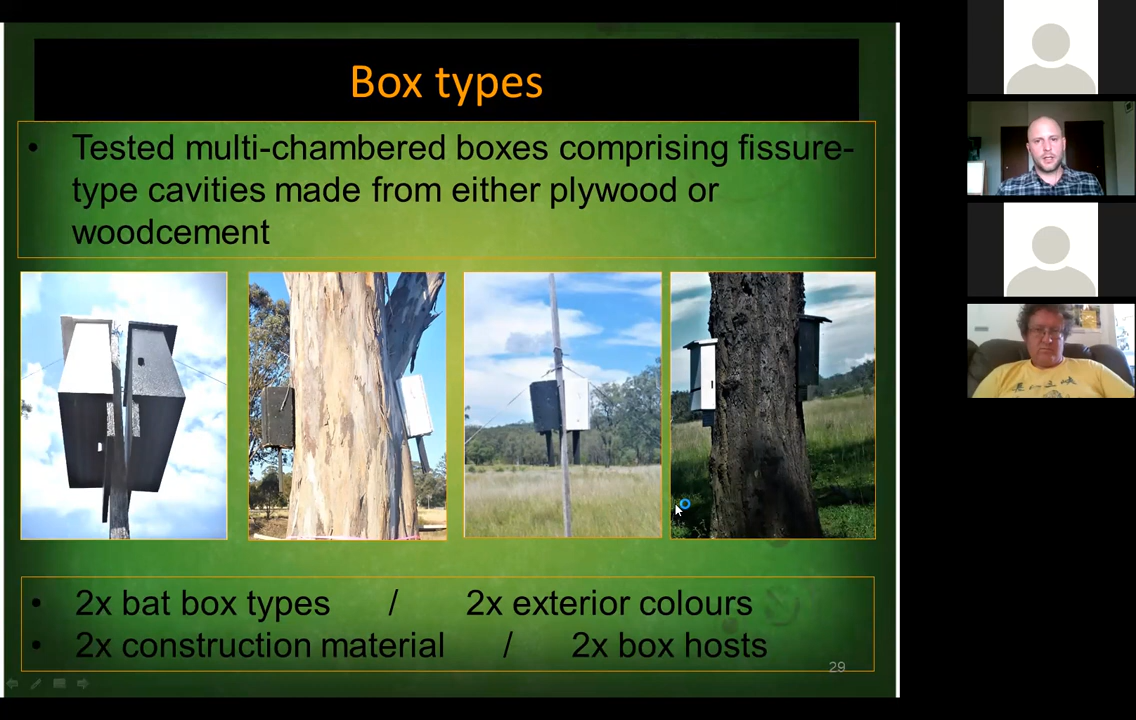 Box types
• Tested multi-chambered boxes comprising fissure-
type cavities made from either plywood or
woodcement
• 2x bat box types / 2x exterior colours
• 2x construction material / 2x box hosts
29